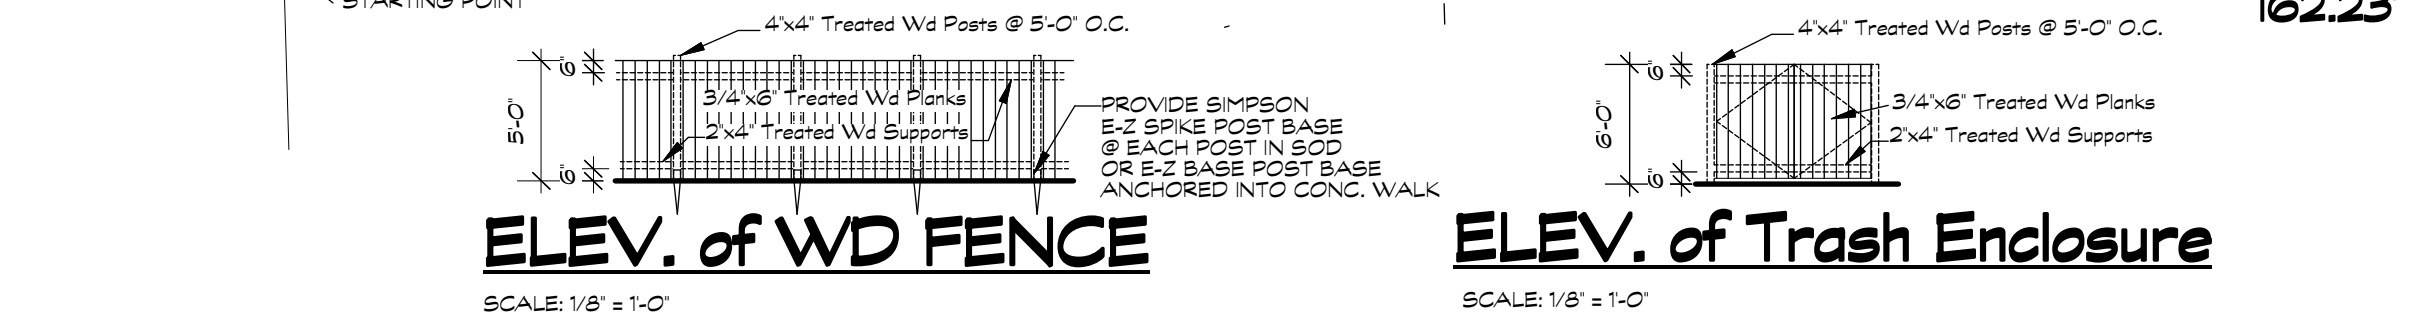 STARTING POINT
162.23'
4"x4" Treated Wd Posts @ 5'-0" O.C.
6"
5'-0"
6"
3/4"x6" Treated Wd Planks
2"x4" Treated Wd Supports
PROVIDE SIMPSON
E-Z SPIKE POST BASE
@ EACH POST IN SOD
OR E-Z BASE POST BASE
ANCHORED INTO CONC. WALK
ELEV. of WD FENCE
SCALE: 1/8" = 1'-0"
4"x4" Treated Wd Posts @ 5'-0" O.C.
6"
6'-0"
6"
3/4"x6" Treated Wd Planks
2"x4" Treated Wd Supports
ELEV. of Trash Enclosure
SCALE: 1/8" = 1'-0"